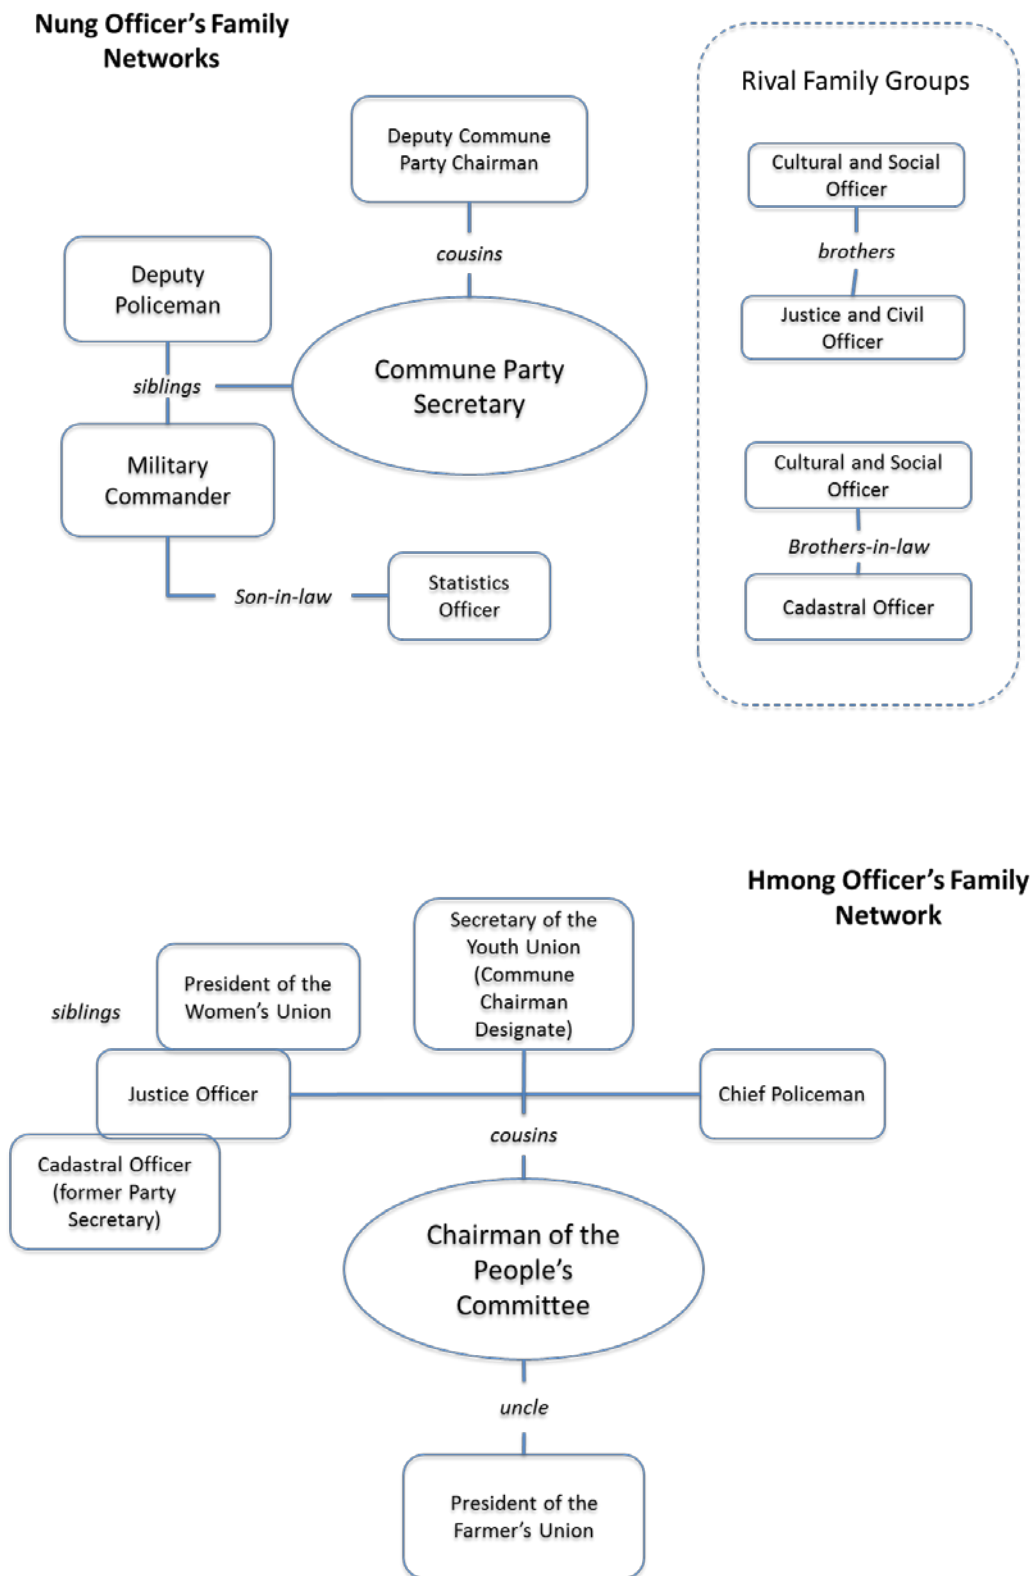 Nung Officer's Family
Networks
Rival Family Groups
Deputy Commune
Party Chairman
Cultural and Social
Officer
cousins
brothers
Deputy
Policeman
Justice and Civil
Officer
siblings
Commune Party
Secretary
Military
Commander
Cultural and Social
Officer
Brothers-in-law
Son-in-law
Statistics
Officer
Cadastral Officer
Hmong Officer's Family
Network
Secretary of the
Youth Union
(Commune
Chairman
Designate)
President of the
Women's Union
siblings
Justice Officer
Chief Policeman
cousins
Cadastral Officer
(former Party
Secretary)
Chairman of the
People's
Committee
uncle
President of the
Farmer's Union